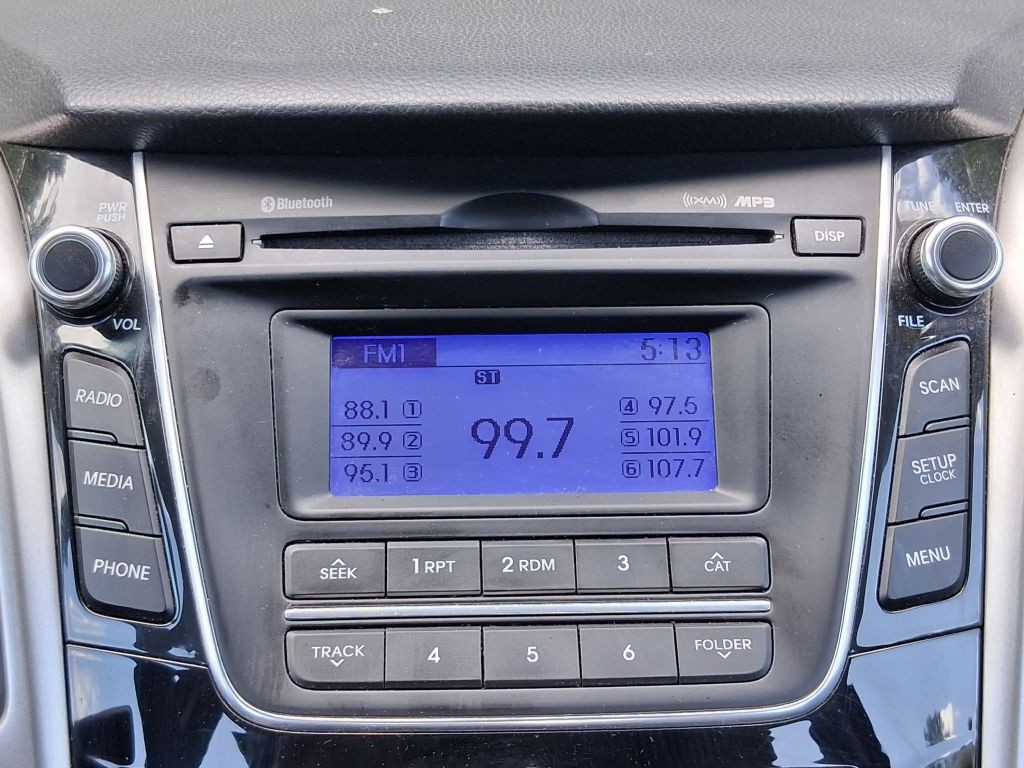 PWR
PUSH
Bluetooth
((XM)) MP3
TUNE ENTER
DISP
VOL
FILE
RADIO
MEDIA
PHONE
FM1 5:13
ST
88.1 1
89.9 2
95.1 3
99.7
4 97.5
5 101.9
6 107.7
SCAN
SETUP
CLOCK
MENU
SEEK 1 RPT 2 RDM 3 CAT
TRACK 4 5 6 FOLDER